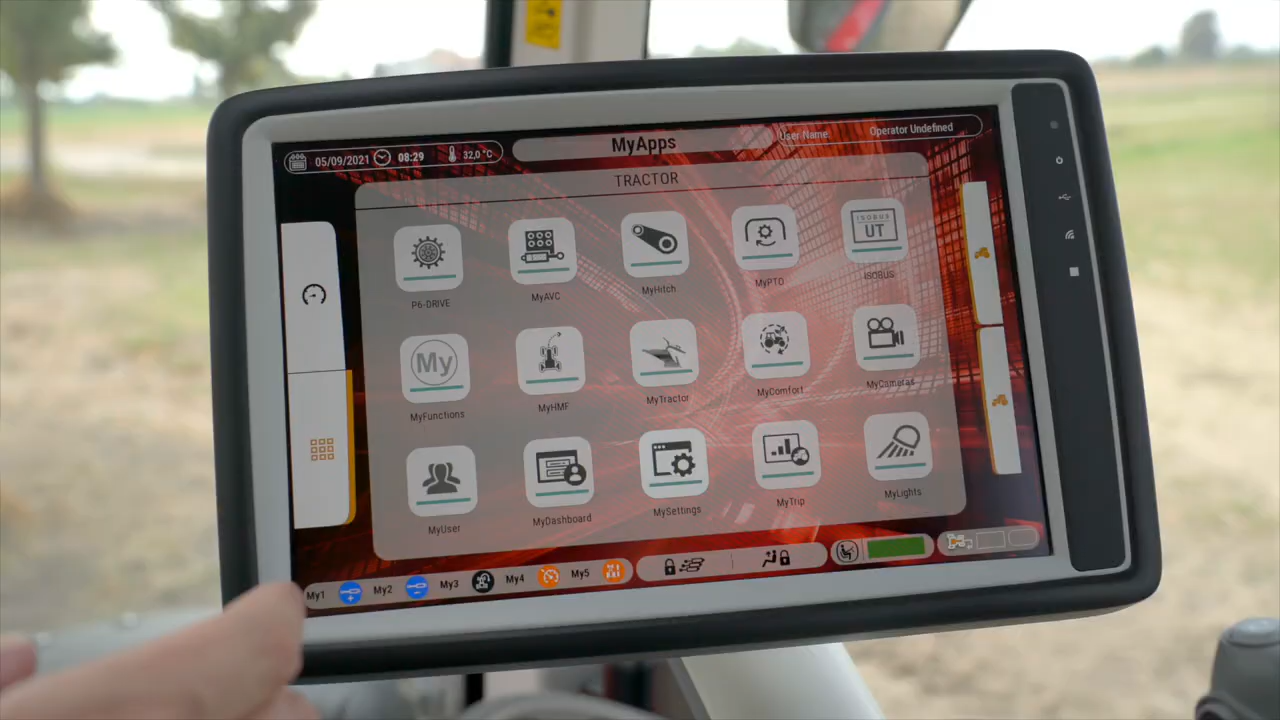 MyApps
05/09/2021 08:29 32,0 °C
User Name Operator Undefined
TRACTOR
P6-DRIVE MyAVC MyHitch MyPTO ISOBUS UT ISOBUS
My MyFunctions MyHMF MyTractor MyComfort MyCameras
MyUser MyDashboard MySettings MyTrip MyLights
My1 My2 My3 My4 My5